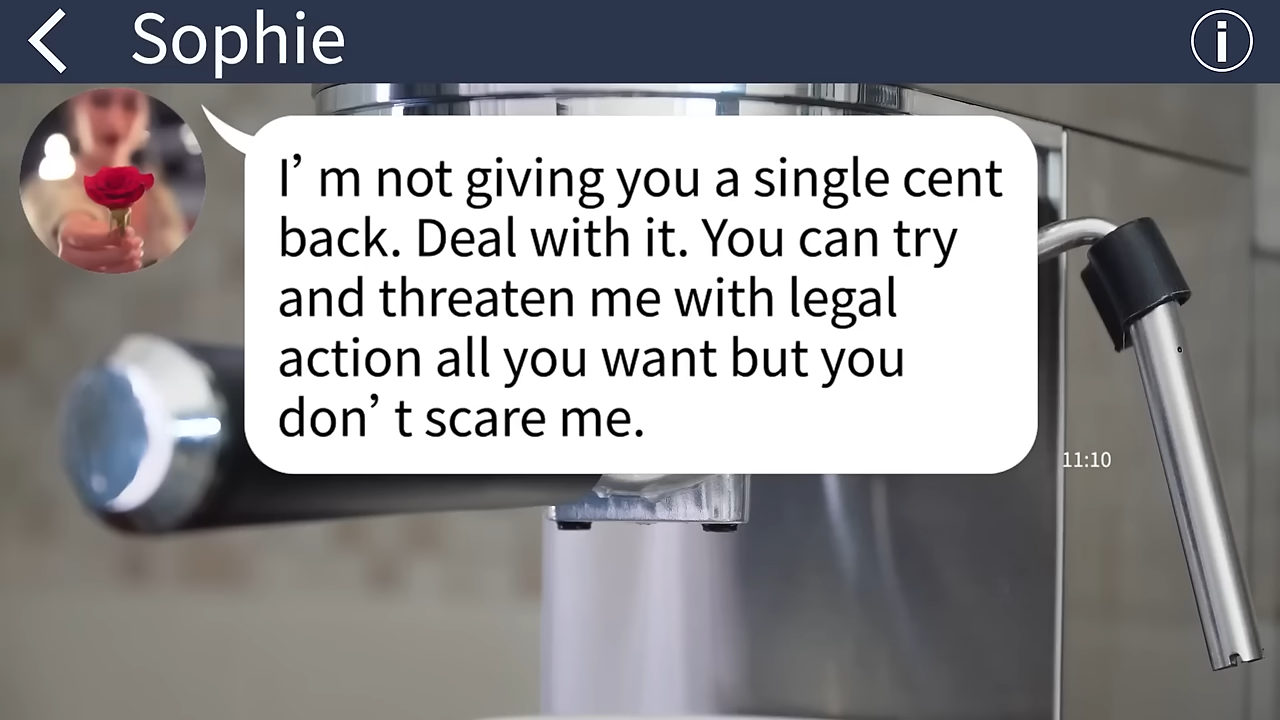 Sophie
I’ m not giving you a single cent
back. Deal with it. You can try
and threaten me with legal
action all you want but you
don’ t scare me.
11:10